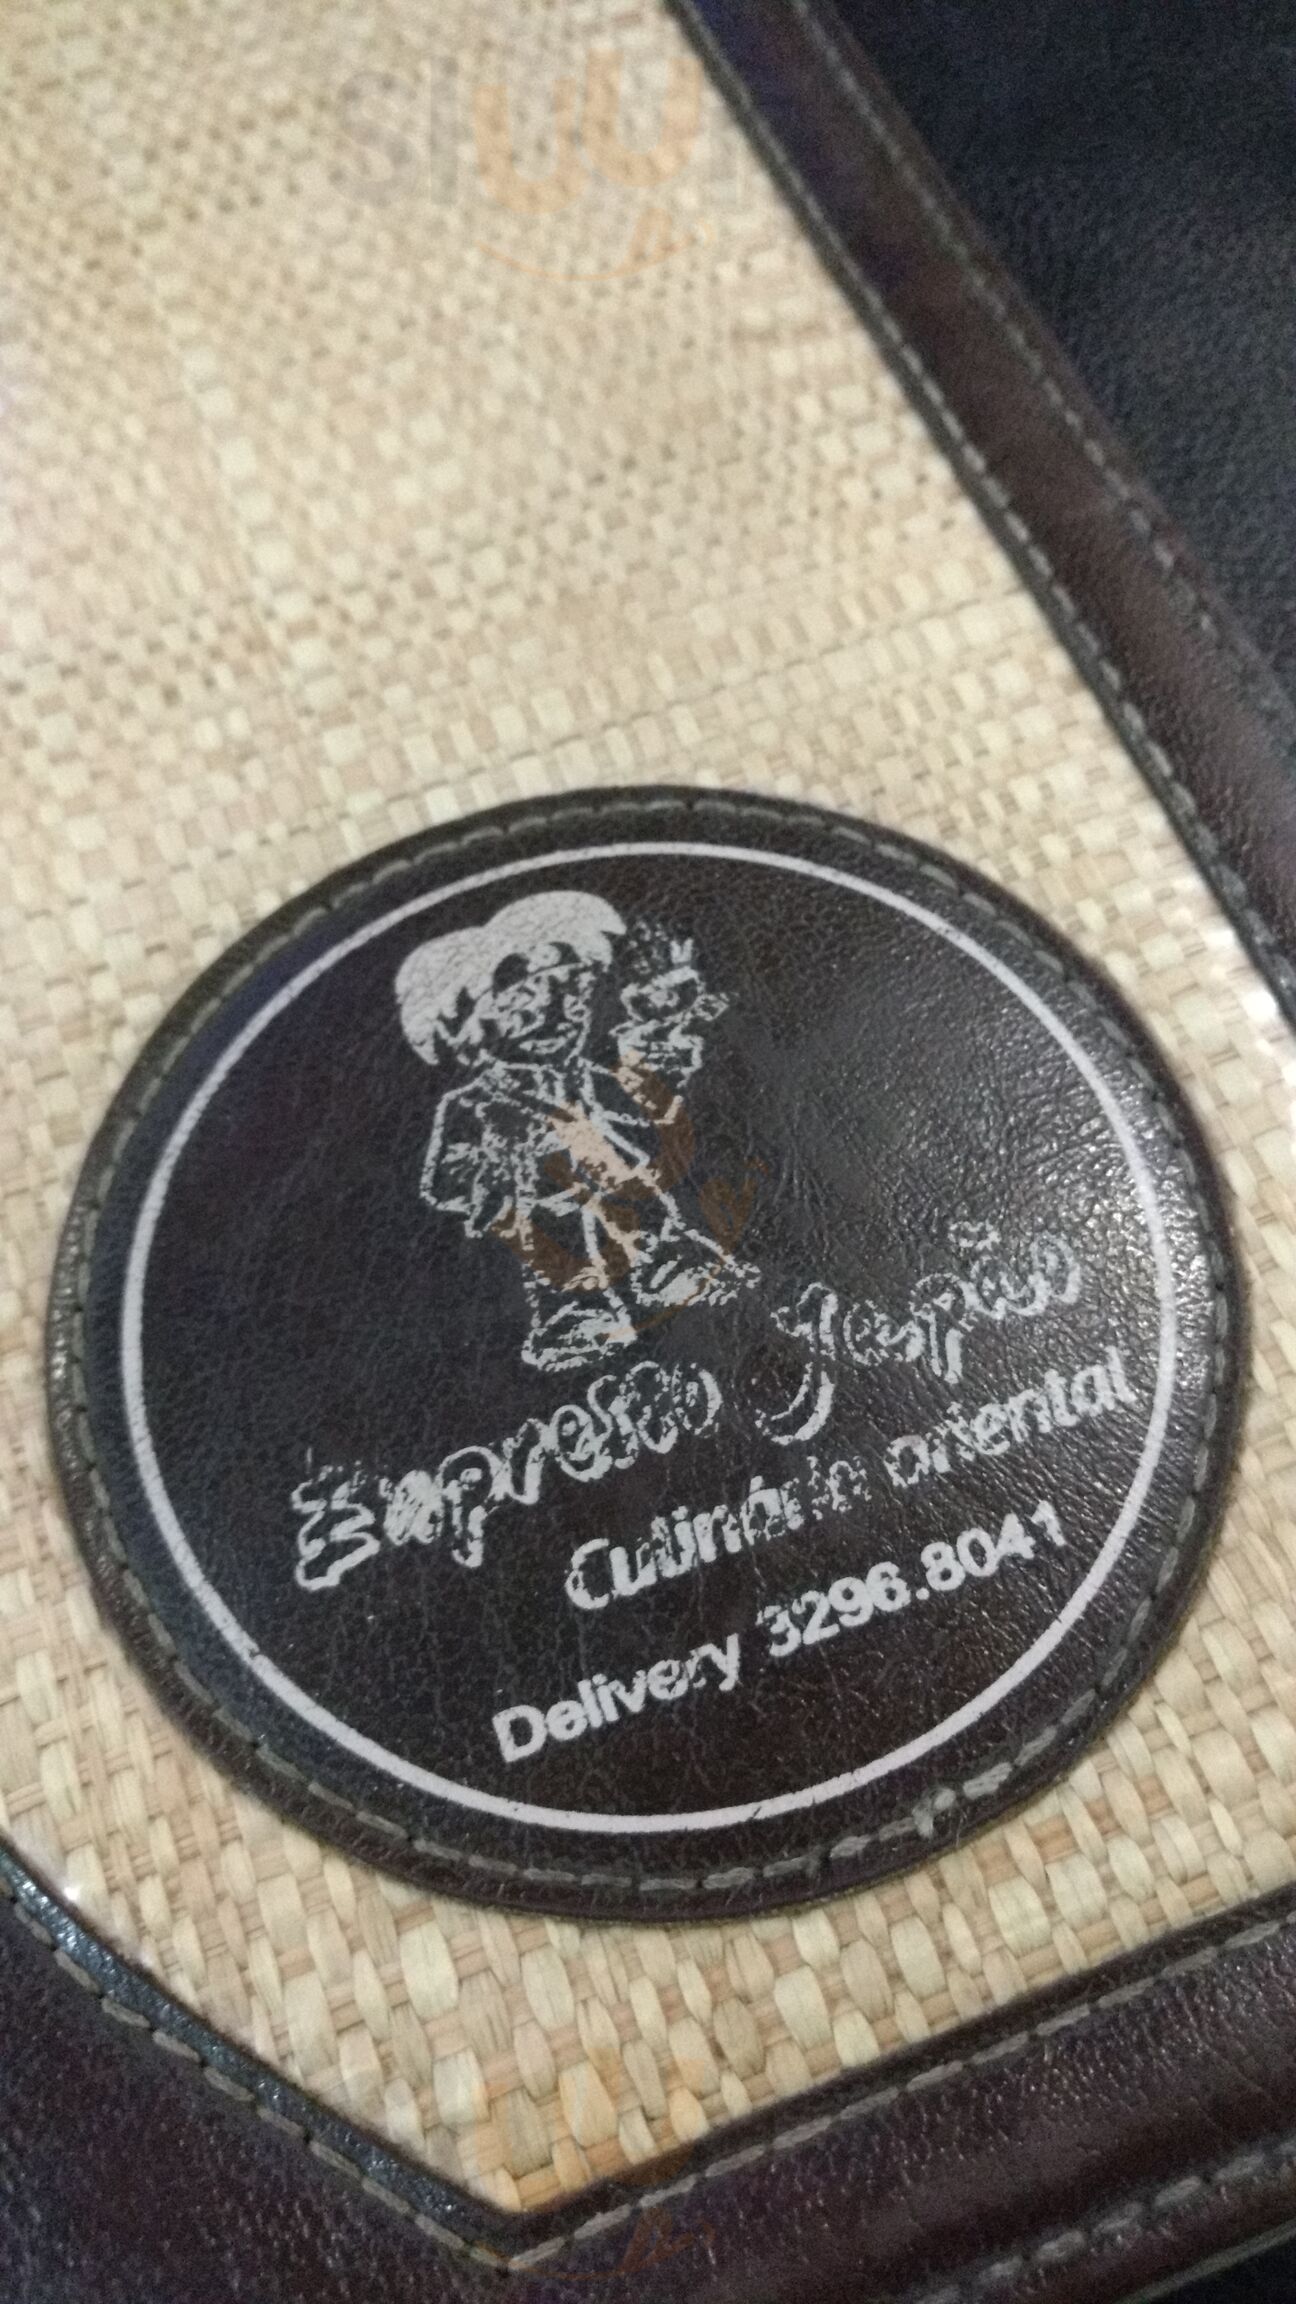 Expresso Japão
Culinária oriental
Delivery 3296.8041